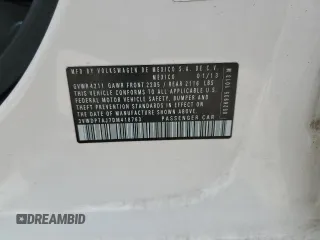 MFD. BY VOLKSWAGEN DE MEXICO S.A. DE C.V.
MEXICO 01/13
GVWR 4211 GAWR FRONT 2205 / REAR 2116 LBS
THIS VEHICLE CONFORMS TO ALL APPLICABLE
FEDERAL MOTOR VEHICLE SAFETY, BUMPER AND
THEFT PREVENTION STANDARDS IN EFFECT ON THE
DATE OF MANUFACTURE SHOWN ABOVE.
PASSENGER CAR
DREAMBID